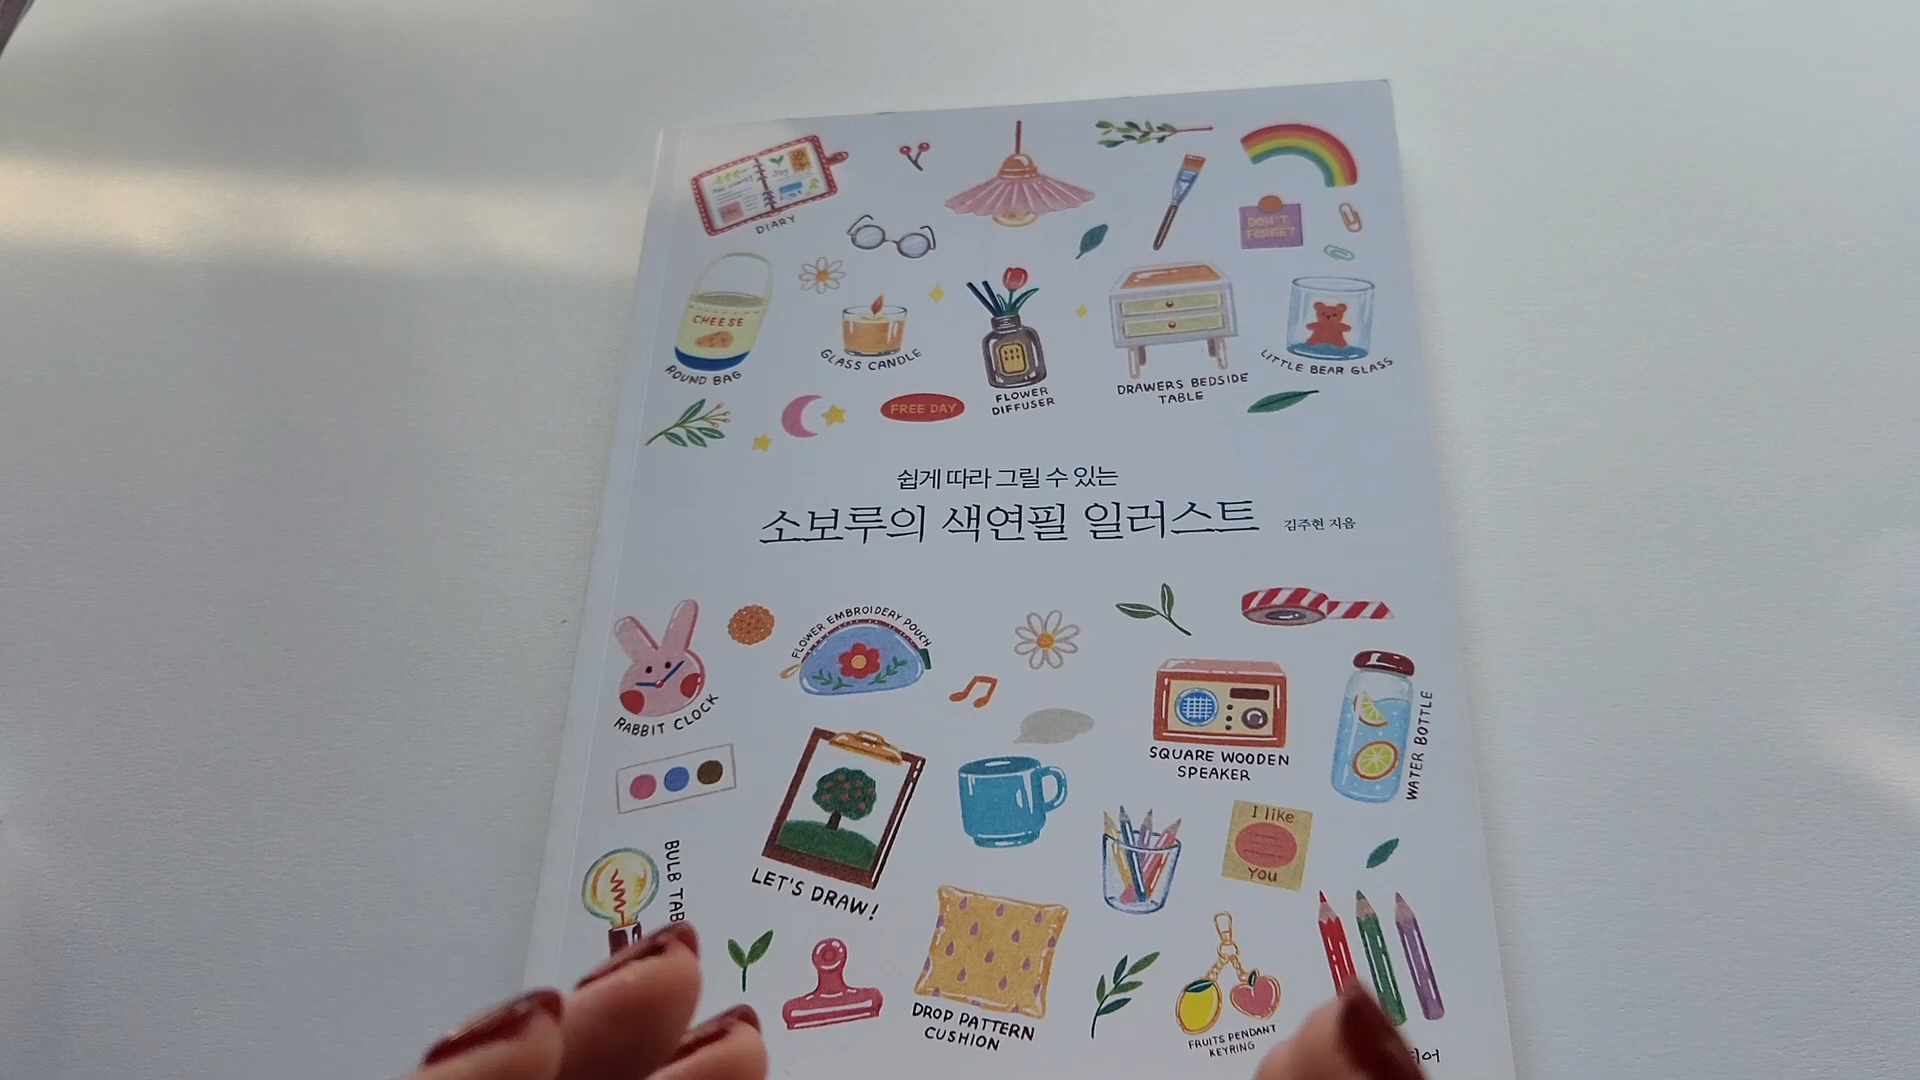 DIARY
DON'T
FORGET
CHEESE
ROUND BAG
GLASS CANDLE
FLOWER
DIFFUSER
DRAWERS BEDSIDE
TABLE
LITTLE BEAR GLASS
FREE DAY
쉽게 따라 그릴 수 있는
소보루의 색연필 일러스트
김주현 지음
FLOWER EMBROIDERY POUCH
RABBIT CLOCK
SQUARE WOODEN
SPEAKER
WATER BOTTLE
I like
You
BULB
LET'S DRAW!
DROP PATTERN
CUSHION
FRUITS PENDANT
KEYRING